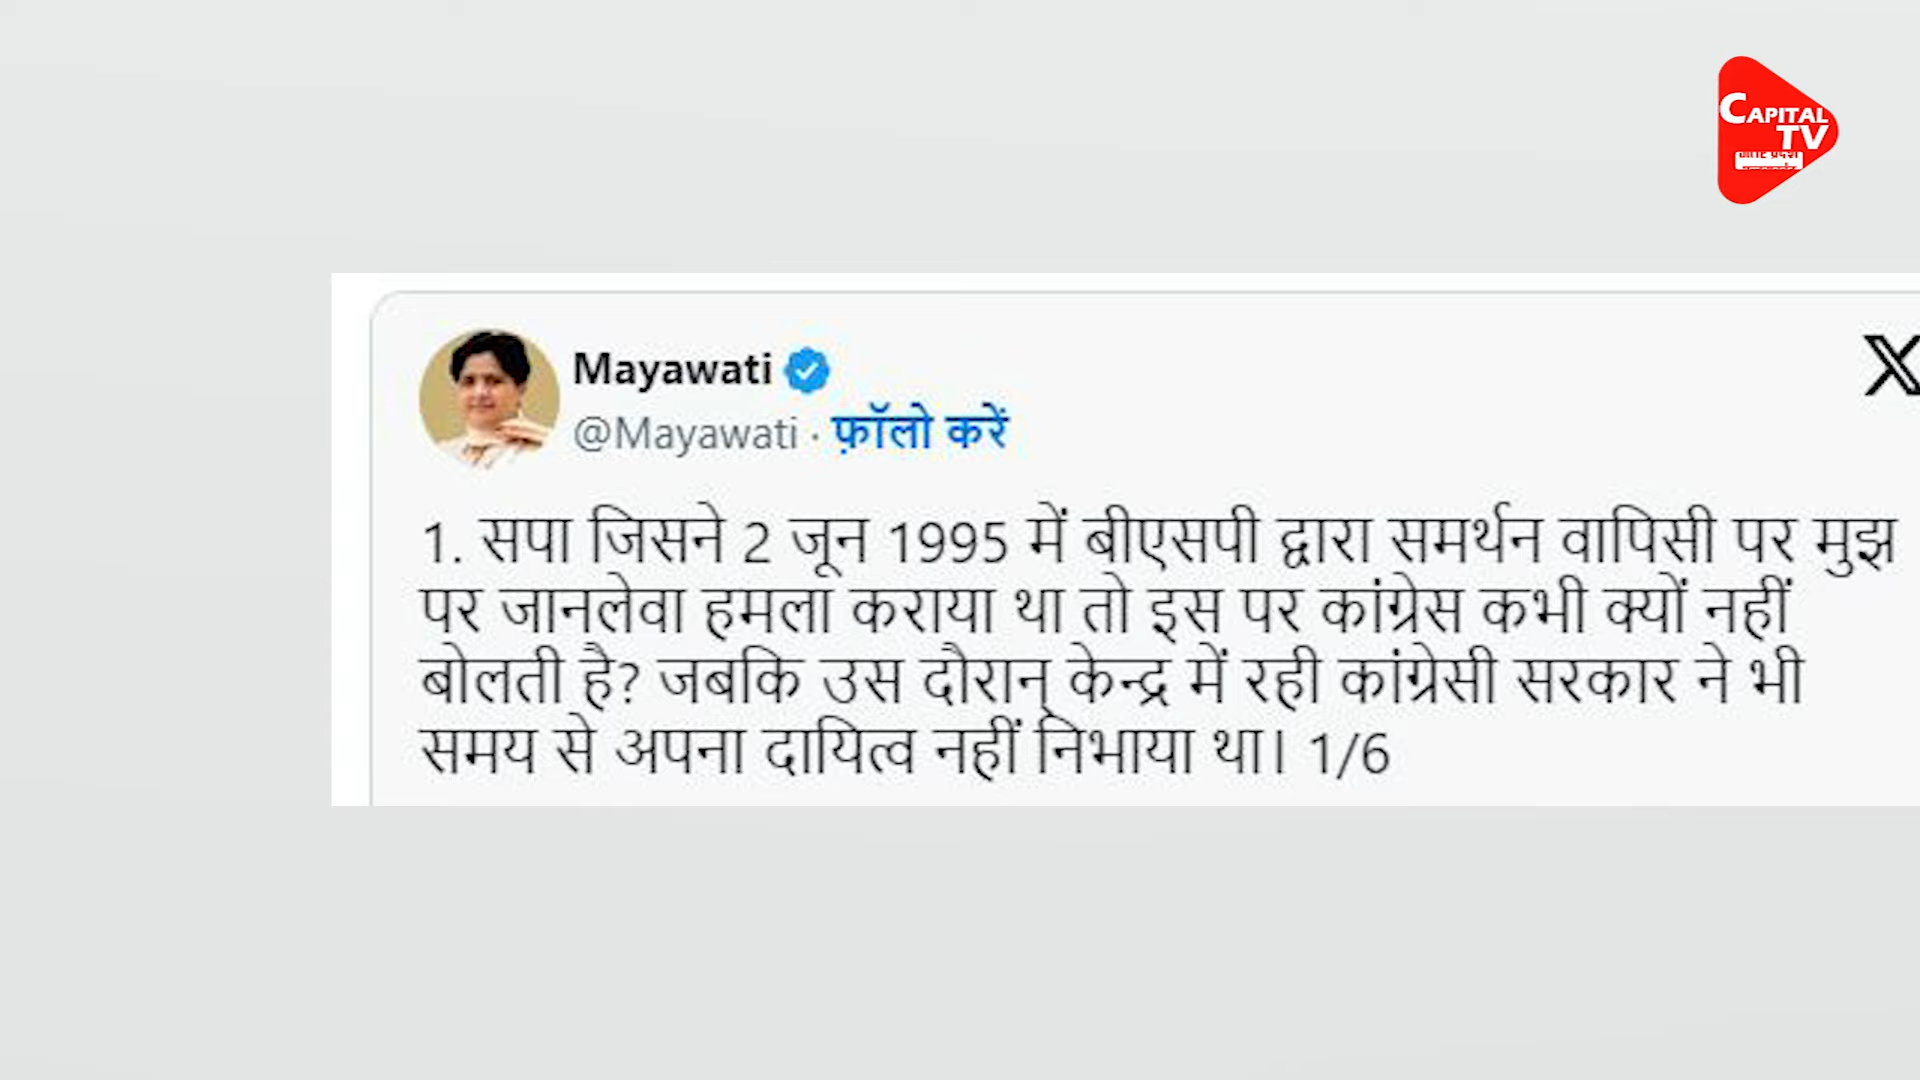 CAPITAL
TV
Mayawati
@Mayawati · फ़ॉलो करें
1. सपा जिसने 2 जून 1995 में बीएसपी द्वारा समर्थन वापिसी पर मुझ
पर जानलेवा हमला कराया था तो इस पर कांग्रेस कभी क्यों नहीं
बोलती है? जबकि उस दौरान् केन्द्र में रही कांग्रेसी सरकार ने भी
समय से अपना दायित्व नहीं निभाया था। 1/6